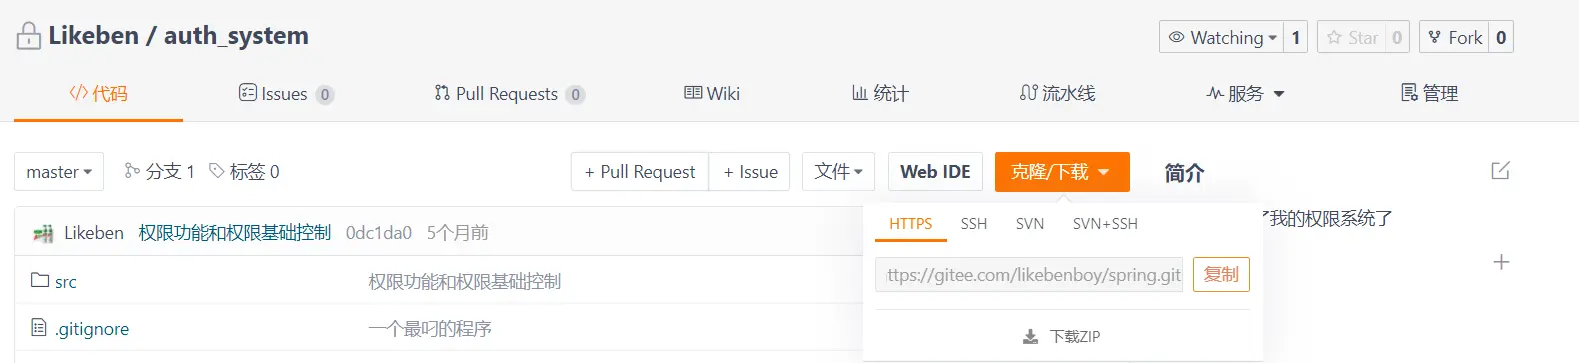 Likeben / auth_system
Watching 1 Star 0 Fork 0
代码 Issues 0 Pull Requests 0 Wiki 统计 流水线 服务 管理
master 分支 1 标签 0 + Pull Request + Issue 文件 Web IDE 克隆/下载 简介
HTTPS SSH SVN SVN+SSH
了我的权限系统了
Likeben 权限功能和权限基础控制 0dc1da0 5个月前
ttps://gitee.com/likebenboy/spring.git 复制
src 权限功能和权限基础控制
.gitignore 一个最叼的程序
下载ZIP